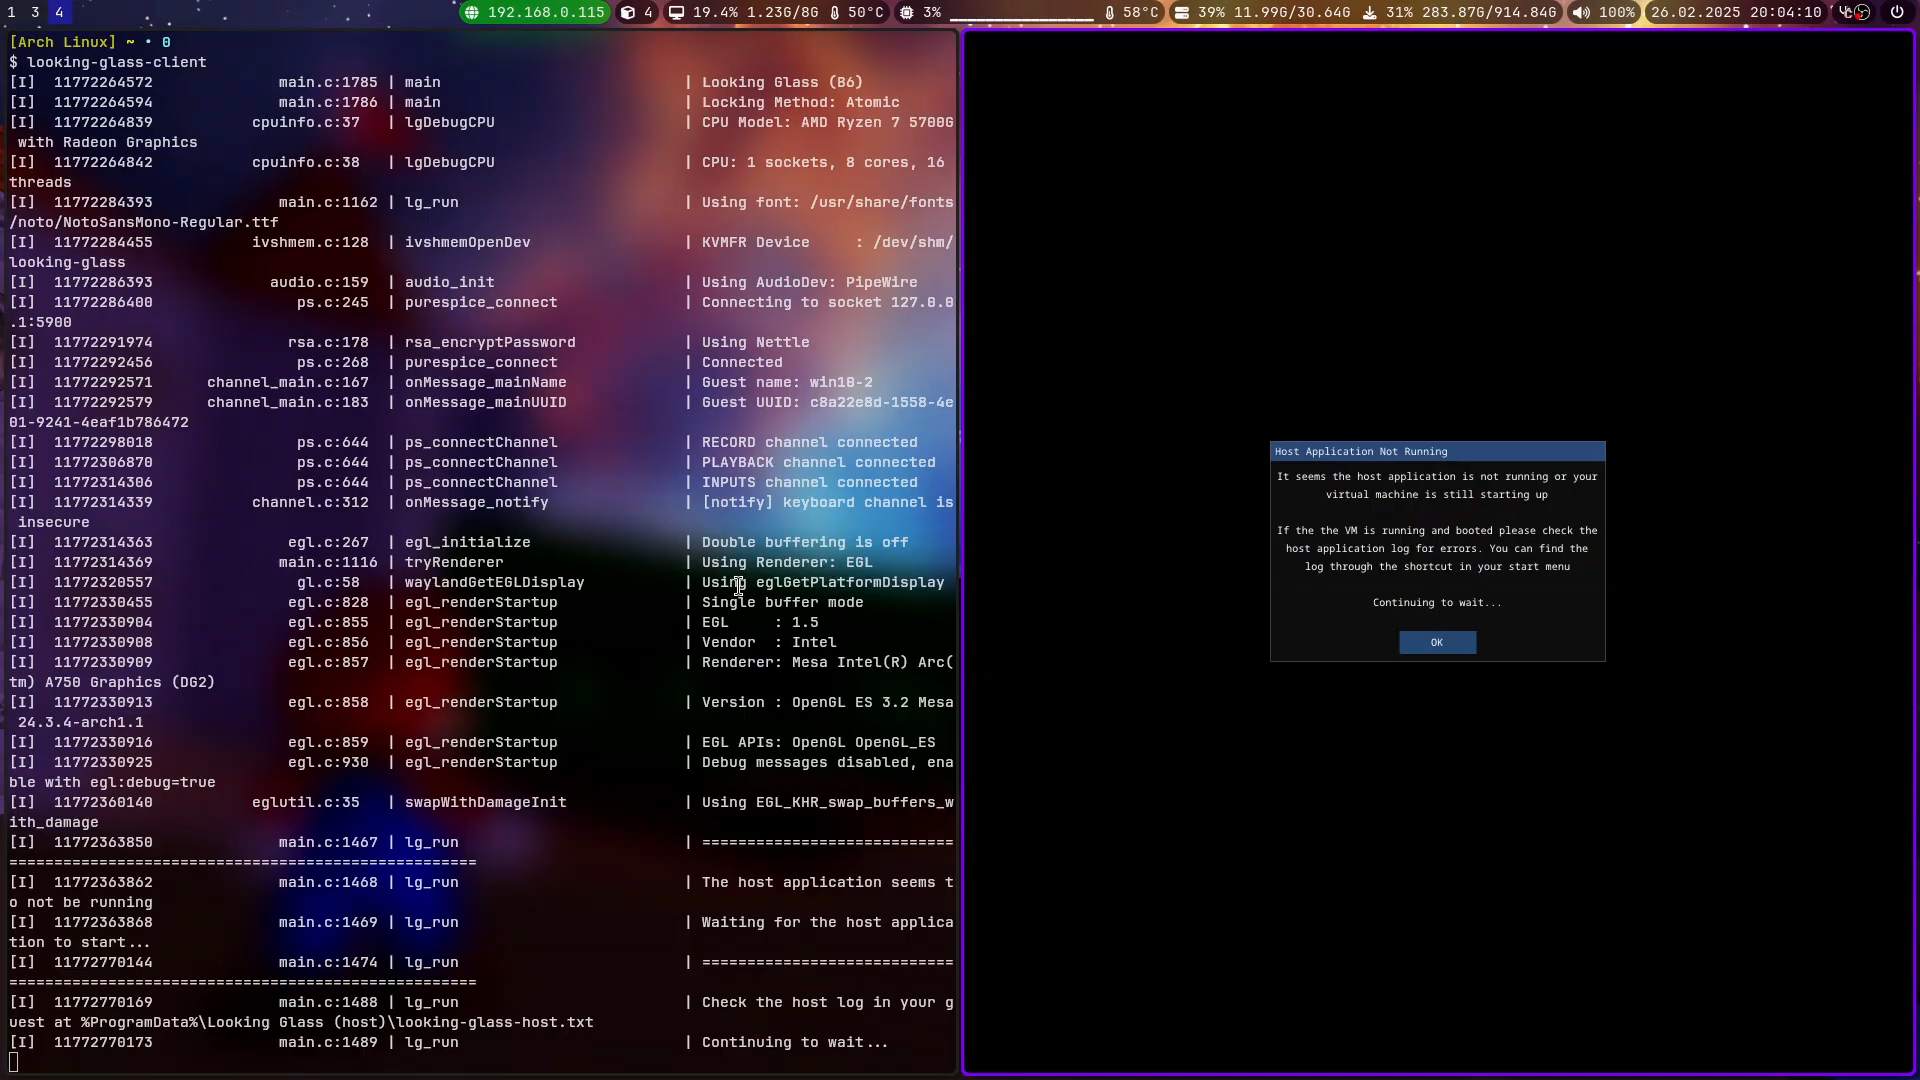 1 3 4 192.168.0.115 4 19.4% 1.23G/8G 50°C 3% 58°C 39% 11.99G/30.64G 31% 283.87G/914.84G 100% 26.02.2025 20:04:10
[Arch Linux] ~ • 0
$ looking-glass-client
[I] 11772264572 main.c:1785 | main | Looking Glass (B6)
[I] 11772264594 main.c:1786 | main | Locking Method: Atomic
[I] 11772264839 cpuinfo.c:37 | lgDebugCPU | CPU Model: AMD Ryzen 7 5700G
with Radeon Graphics
[I] 11772264842 cpuinfo.c:38 | lgDebugCPU | CPU: 1 sockets, 8 cores, 16
threads
[I] 11772284393 main.c:1162 | lg_run | Using font: /usr/share/fonts
/noto/NotoSansMono-Regular.ttf
[I] 11772284455 ivshmem.c:128 | ivshmemOpenDev | KVMFR Device : /dev/shm/
looking-glass
[I] 11772286393 audio.c:159 | audio_init | Using AudioDev: PipeWire
[I] 11772286400 ps.c:245 | purespice_connect | Connecting to socket 127.0.0
.1:5900
[I] 11772291974 rsa.c:178 | rsa_encryptPassword | Using Nettle
[I] 11772292456 ps.c:268 | purespice_connect | Connected
[I] 11772292571 channel_main.c:167 | onMessage_mainName | Guest name: win10-2
[I] 11772292579 channel_main.c:183 | onMessage_mainUUID | Guest UUID: c8a22e8d-1558-4e
01-9241-4eaf1b786472
[I] 11772298018 ps.c:644 | ps_connectChannel | RECORD channel connected
[I] 11772306870 ps.c:644 | ps_connectChannel | PLAYBACK channel connected
[I] 11772314306 ps.c:644 | ps_connectChannel | INPUTS channel connected
[I] 11772314339 channel.c:312 | onMessage_notify | [notify] keyboard channel is
insecure
[I] 11772314363 egl.c:267 | egl_initialize | Double buffering is off
[I] 11772314369 main.c:1116 | tryRenderer | Using Renderer: EGL
[I] 11772320557 gl.c:58 | waylandGetEGLDisplay | Using eglGetPlatformDisplay
[I] 11772330455 egl.c:828 | egl_renderStartup | Single buffer mode
[I] 11772330904 egl.c:855 | egl_renderStartup | EGL : 1.5
[I] 11772330908 egl.c:856 | egl_renderStartup | Vendor : Intel
[I] 11772330909 egl.c:857 | egl_renderStartup | Renderer: Mesa Intel(R) Arc(
tm) A750 Graphics (DG2)
[I] 11772330913 egl.c:858 | egl_renderStartup | Version : OpenGL ES 3.2 Mesa
24.3.4-arch1.1
[I] 11772330916 egl.c:859 | egl_renderStartup | EGL APIs: OpenGL OpenGL_ES
[I] 11772330925 egl.c:930 | egl_renderStartup | Debug messages disabled, ena
ble with egl:debug=true
[I] 11772360140 eglutil.c:35 | swapWithDamageInit | Using EGL_KHR_swap_buffers_w
ith_damage
[I] 11772363850 main.c:1467 | lg_run | ============================
====================================================
[I] 11772363862 main.c:1468 | lg_run | The host application seems t
o not be running
[I] 11772363868 main.c:1469 | lg_run | Waiting for the host applica
tion to start...
[I] 11772770144 main.c:1474 | lg_run | ============================
====================================================
[I] 11772770169 main.c:1488 | lg_run | Check the host log in your g
uest at %ProgramData%\Looking Glass (host)\looking-glass-host.txt
[I] 11772770173 main.c:1489 | lg_run | Continuing to wait...
Host Application Not Running
It seems the host application is not running or your
virtual machine is still starting up
If the the VM is running and booted please check the
host application log for errors. You can find the
log through the shortcut in your start menu
Continuing to wait...
OK